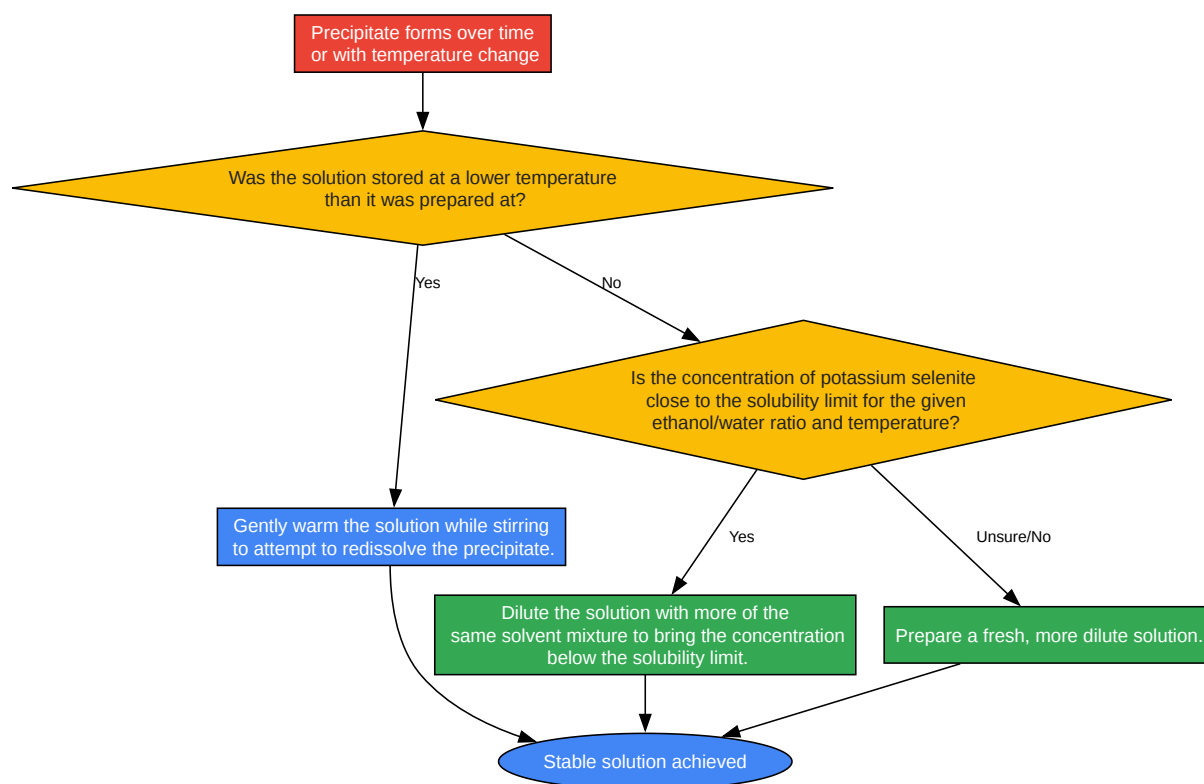 Precipitate forms over time
or with temperature change
Was the solution stored at a lower temperature
than it was prepared at?
Yes
No
Is the concentration of potassium selenite
close to the solubility limit for the given
ethanol/water ratio and temperature?
Gently warm the solution while stirring
to attempt to redissolve the precipitate.
Yes
Unsure/No
Dilute the solution with more of the
same solvent mixture to bring the concentration
below the solubility limit.
Prepare a fresh, more dilute solution.
Stable solution achieved